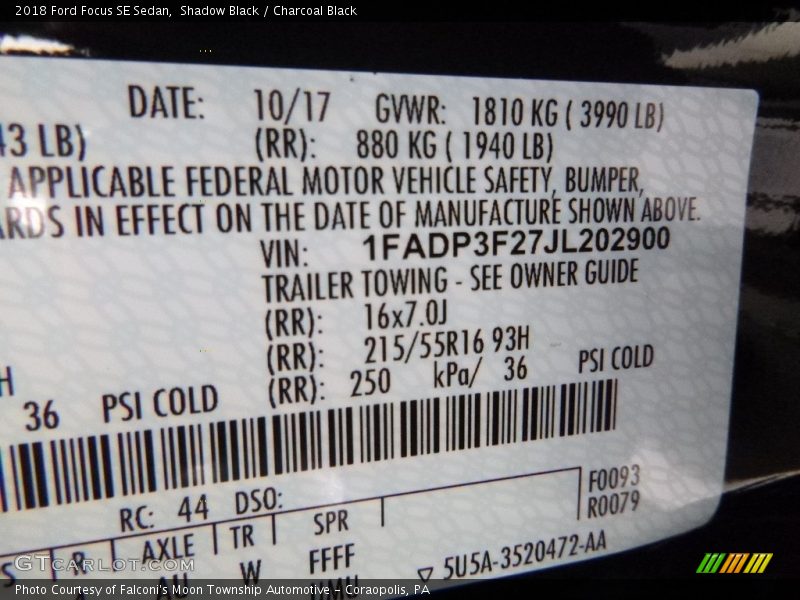 2018 Ford Focus SE Sedan,  Shadow Black / Charcoal Black
DATE: 10/17 GVWR: 1810 KG ( 3990 LB)
43 LB) (RR): 880 KG ( 1940 LB)
APPLICABLE FEDERAL MOTOR VEHICLE SAFETY, BUMPER,
ARDS IN EFFECT ON THE DATE OF MANUFACTURE SHOWN ABOVE.
VIN: 1FADP3F27JL202900
TRAILER TOWING - SEE OWNER GUIDE
(RR): 16x7.0J
H (RR): 215/55R16 93H
36 PSI COLD (RR): 250 kPa/ 36 PSI COLD
RC: 44 DSO: F0093
R0079
S R AXLE TR SPR
W FFFF ▽ 5U5A-3520472-AA
GTCarLot.com
Photo Courtesy of Falconi's Moon Township Automotive - Coraopolis, PA